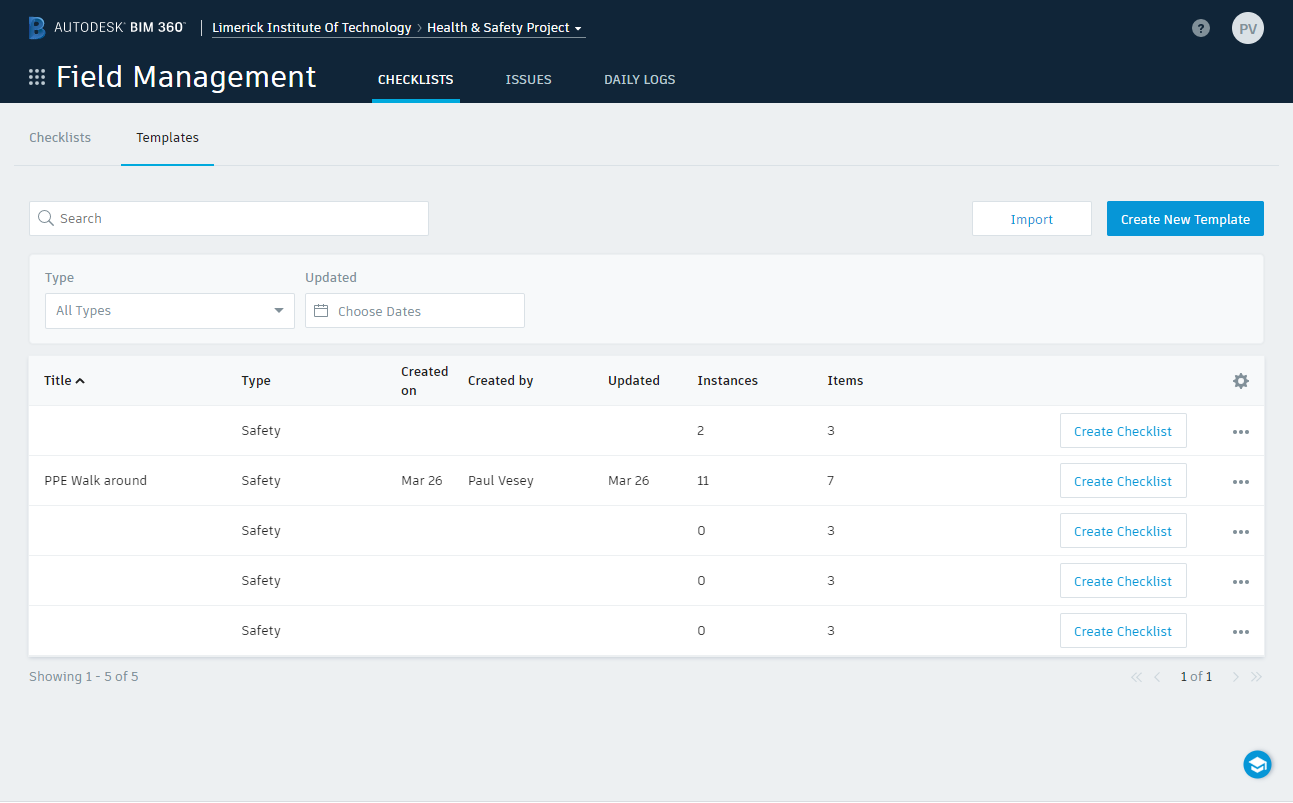 AUTODESK® BIM 360™ Limerick Institute Of Technology > Health & Safety Project
? PV
Field Management CHECKLISTS ISSUES DAILY LOGS
Checklists Templates
Search Import Create New Template
Type Updated
All Types Choose Dates
Title Type Created on Created by Updated Instances Items
Safety 2 3 Create Checklist
PPE Walk around Safety Mar 26 Paul Vesey Mar 26 11 7 Create Checklist
Safety 0 3 Create Checklist
Safety 0 3 Create Checklist
Safety 0 3 Create Checklist
Showing 1 - 5 of 5 1 of 1